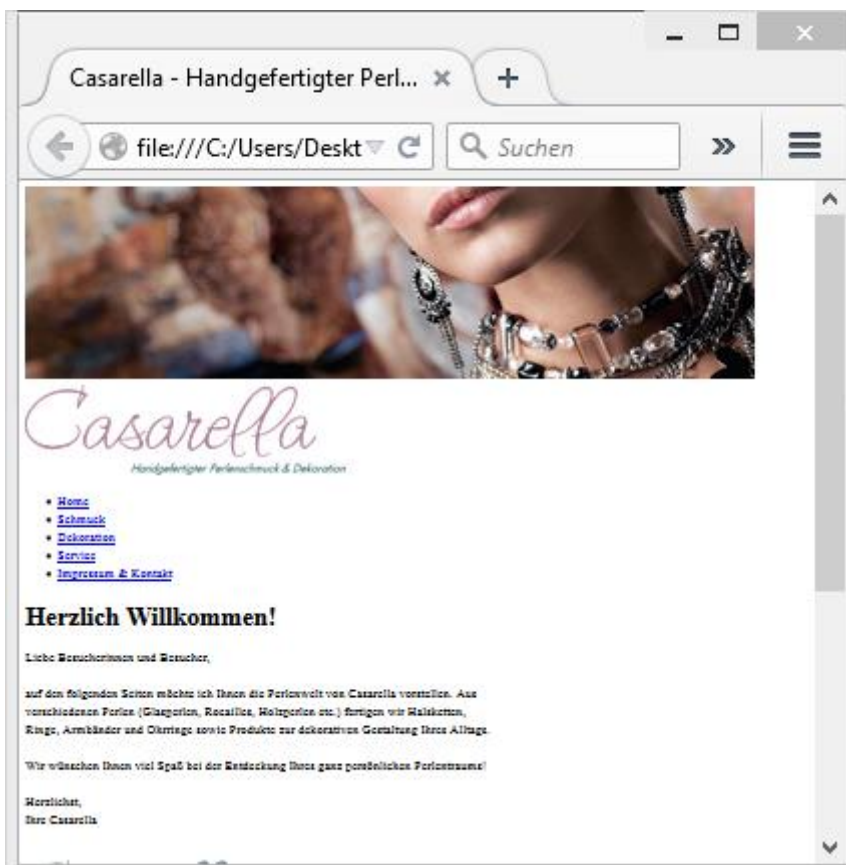 Casarella - Handgefertigter Perl...
file:///C:/Users/Deskt
Suchen
Casarella
Handgefertigter Perlenschmuck & Dekoration
Home
Schmuck
Dekoration
Service
Impressum & Kontakt
Herzlich Willkommen!
Liebe Besucherinnen und Besucher,
auf den folgenden Seiten möchte ich Ihnen die Perlenwelt von Casarella vorstellen. Aus
verschiedenen Perlen (Glasperlen, Rocailles, Holzperlen etc.) fertigen wir Halsketten,
Ringe, Armbänder und Ohrringe sowie Produkte zur dekorativen Gestaltung Ihres Alltags.
Wir wünschen Ihnen viel Spaß bei der Entdeckung Ihres ganz persönlichen Perlentraums!
Herzlichst,
Ihre Casarella